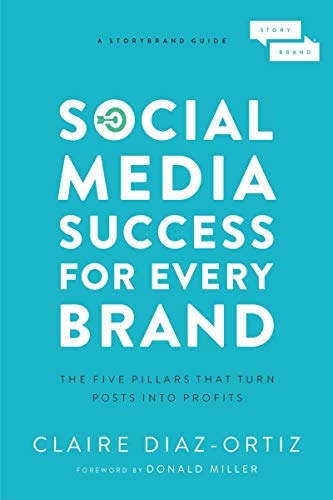 A STORYBRAND GUIDE
STORY
BRAND
SOCIAL
MEDIA
SUCCESS
FOR EVERY
BRAND
THE FIVE PILLARS THAT TURN
POSTS INTO PROFITS
CLAIRE DIAZ-ORTIZ
FOREWORD BY DONALD MILLER